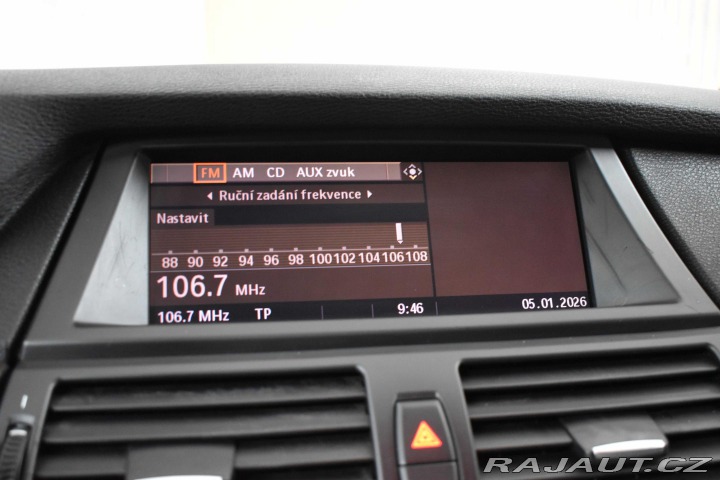 FM AM CD AUX zvuk
Ruční zadání frekvence
Nastavit
88 90 92 94 96 98 100 102 104 106 108
106.7 MHz
106.7 MHz TP 9:46 05.01.2026
RAJAUT.CZ